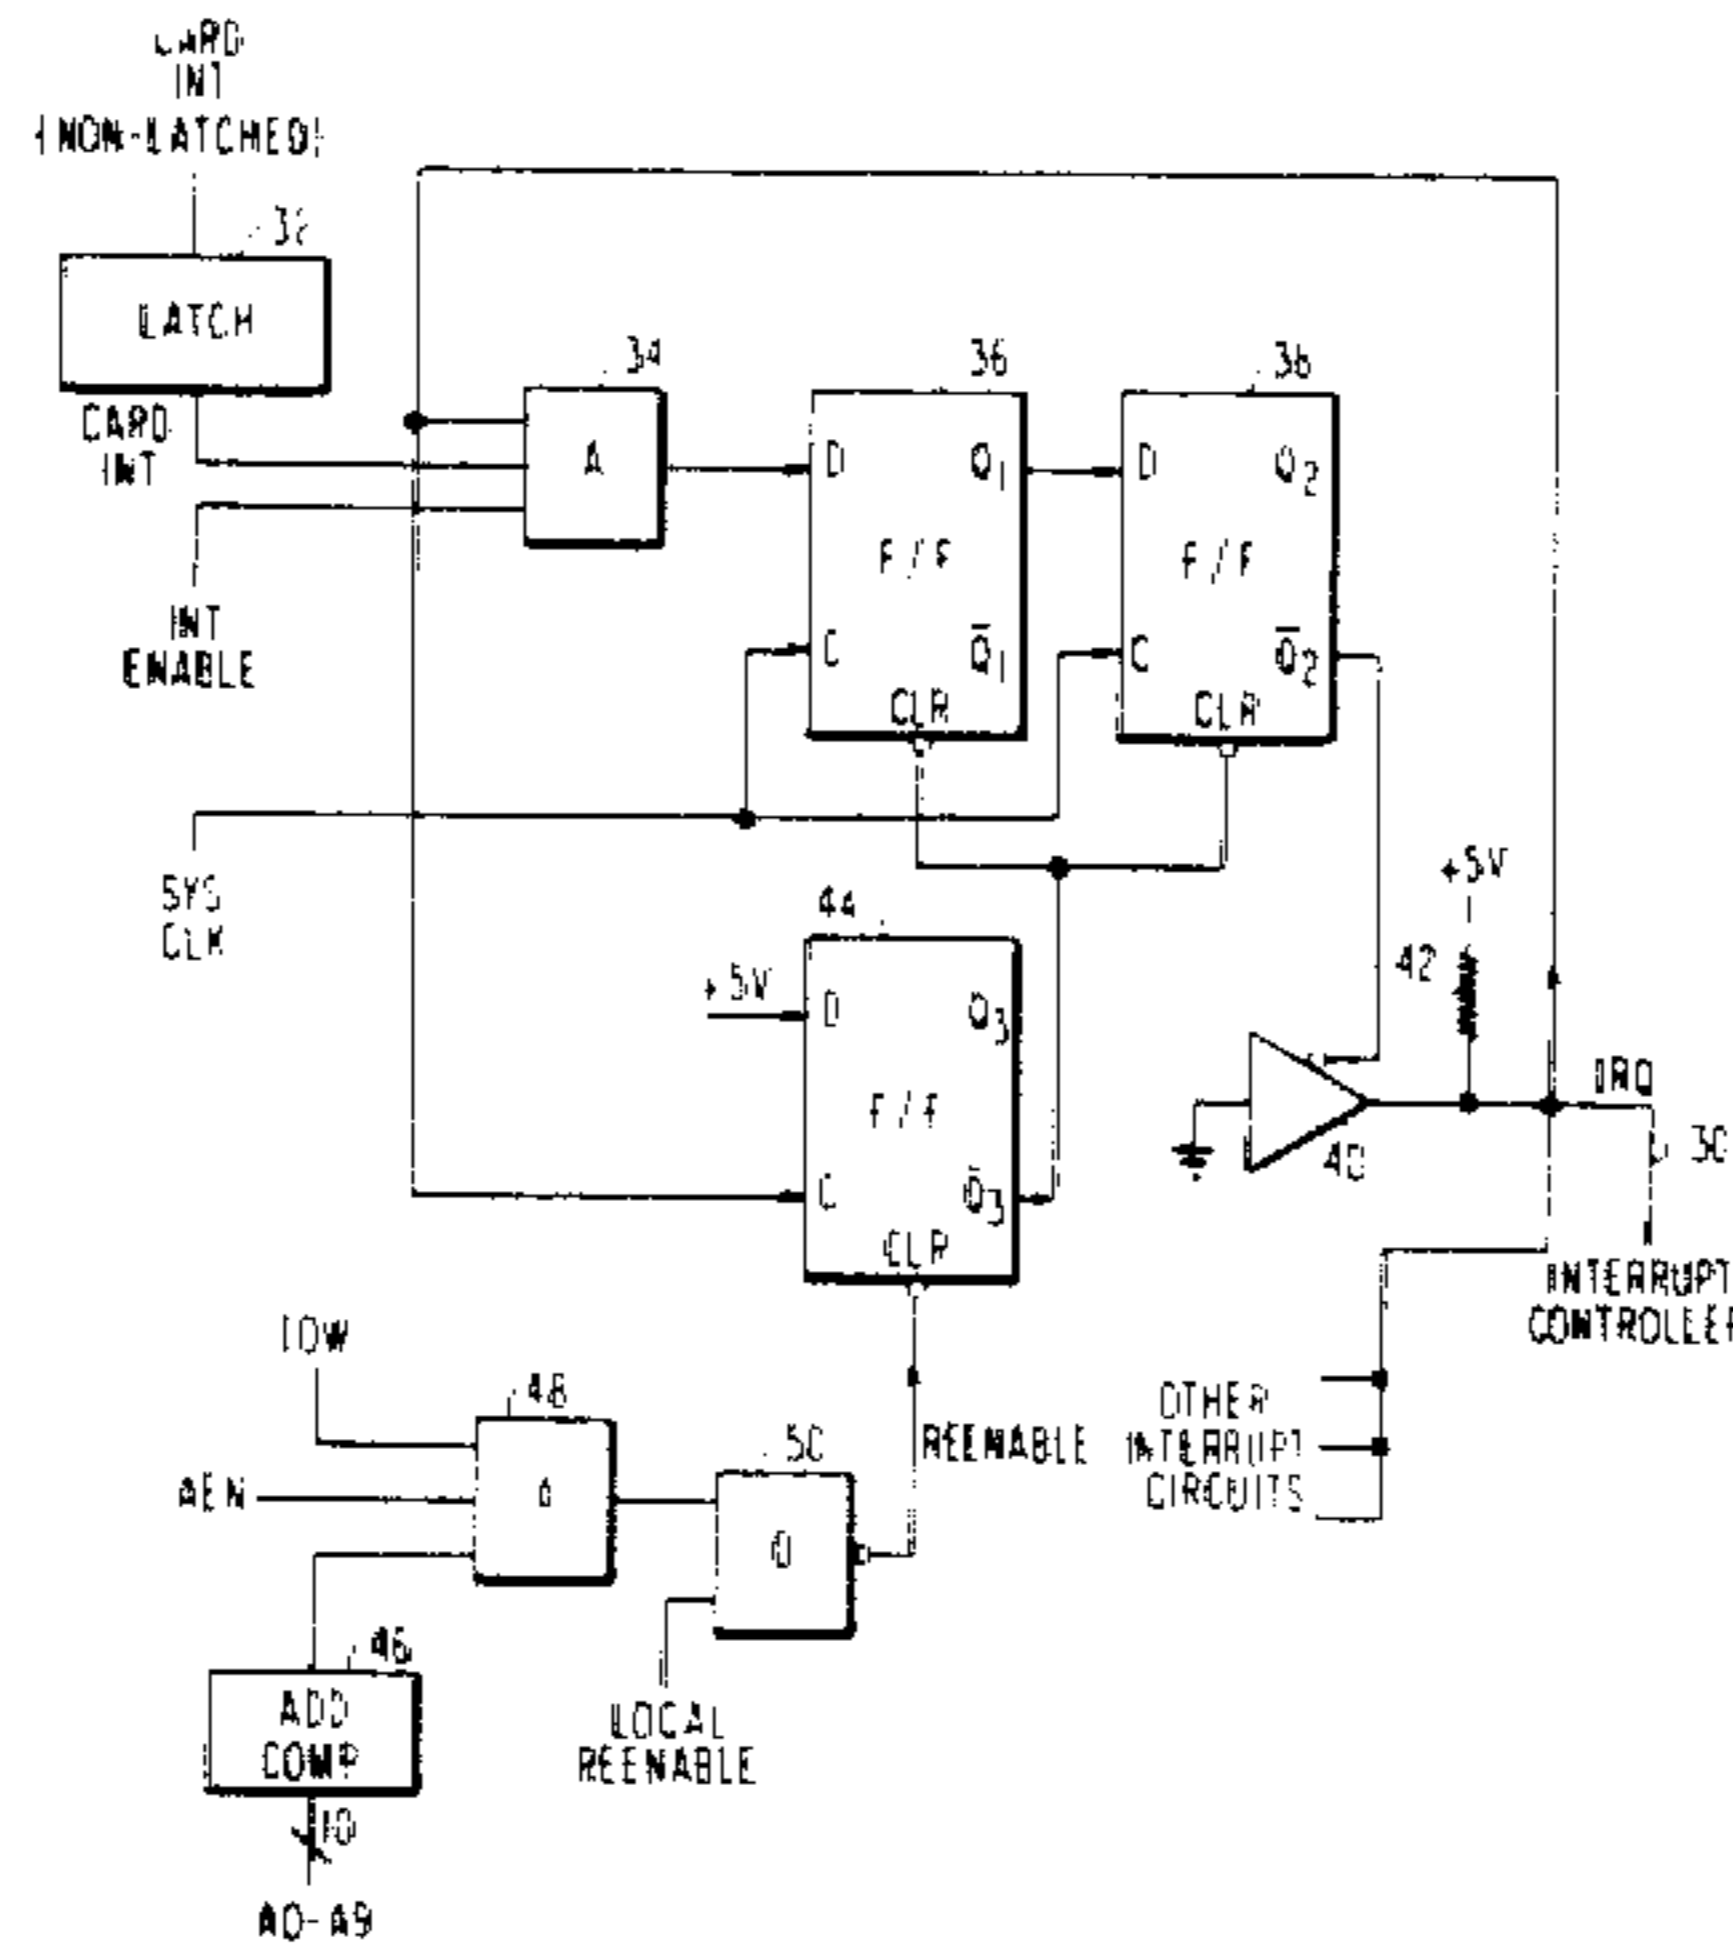 CARD
INT
(NON-LATCHED)
32
LATCH
CARD
INT
34
A
36
D
Q1
F/F
C
Q̅1
CLR
D
Q2
F/F
C
Q̅2
CLR
INT
ENABLE
SYS
CLK
44
+5V
D
Q3
F/F
C
Q̅3
CLR
+5V
42
40
IRQ
30
INTERRUPT
CONTROLLER
OTHER
INTERRUPT
CIRCUITS
IOW
48
AEN
A
50
O
REENABLE
LOCAL
REENABLE
46
ADD
COMP
10
A0-A9